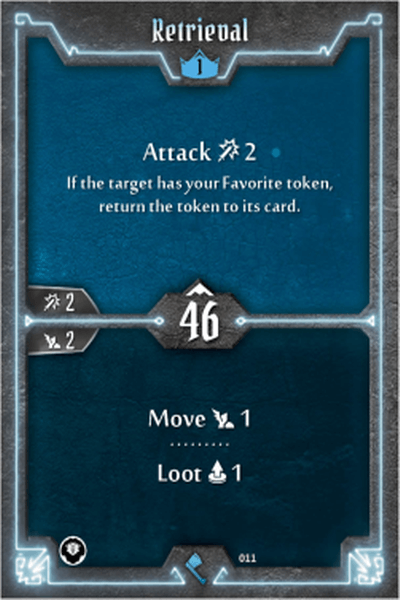 Retrieval
1
Attack 2
If the target has your Favorite token,
return the token to its card.
2
46
2
Move 1
Loot 1
011